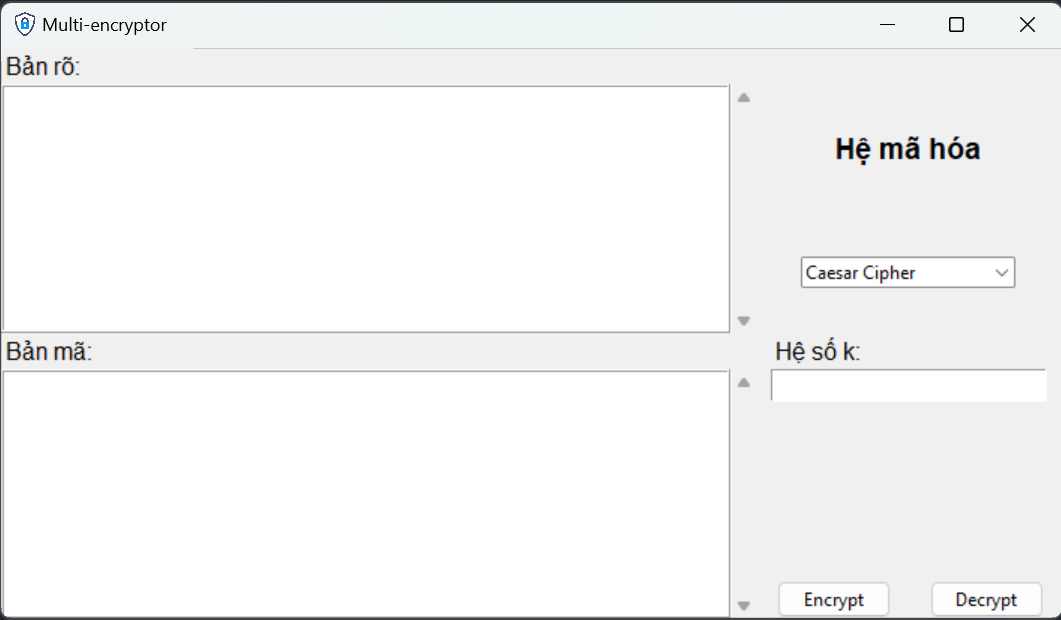 Multi-encryptor
Bản rõ:
Hệ mã hóa
Caesar Cipher
Bản mã:
Hệ số k:
Encrypt
Decrypt